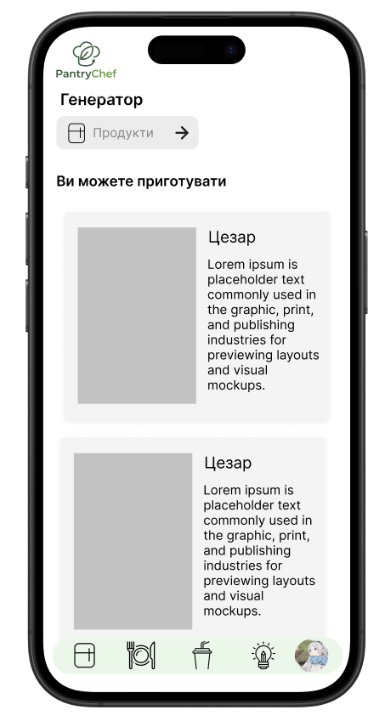 PantryChef
Генератор
Продукти
Ви можете приготувати
Цезар
Lorem ipsum is
placeholder text
commonly used in
the graphic, print,
and publishing
industries for
previewing layouts
and visual
mockups.
Цезар
Lorem ipsum is
placeholder text
commonly used in
the graphic, print,
and publishing
industries for
previewing layouts
and visual
mockups.